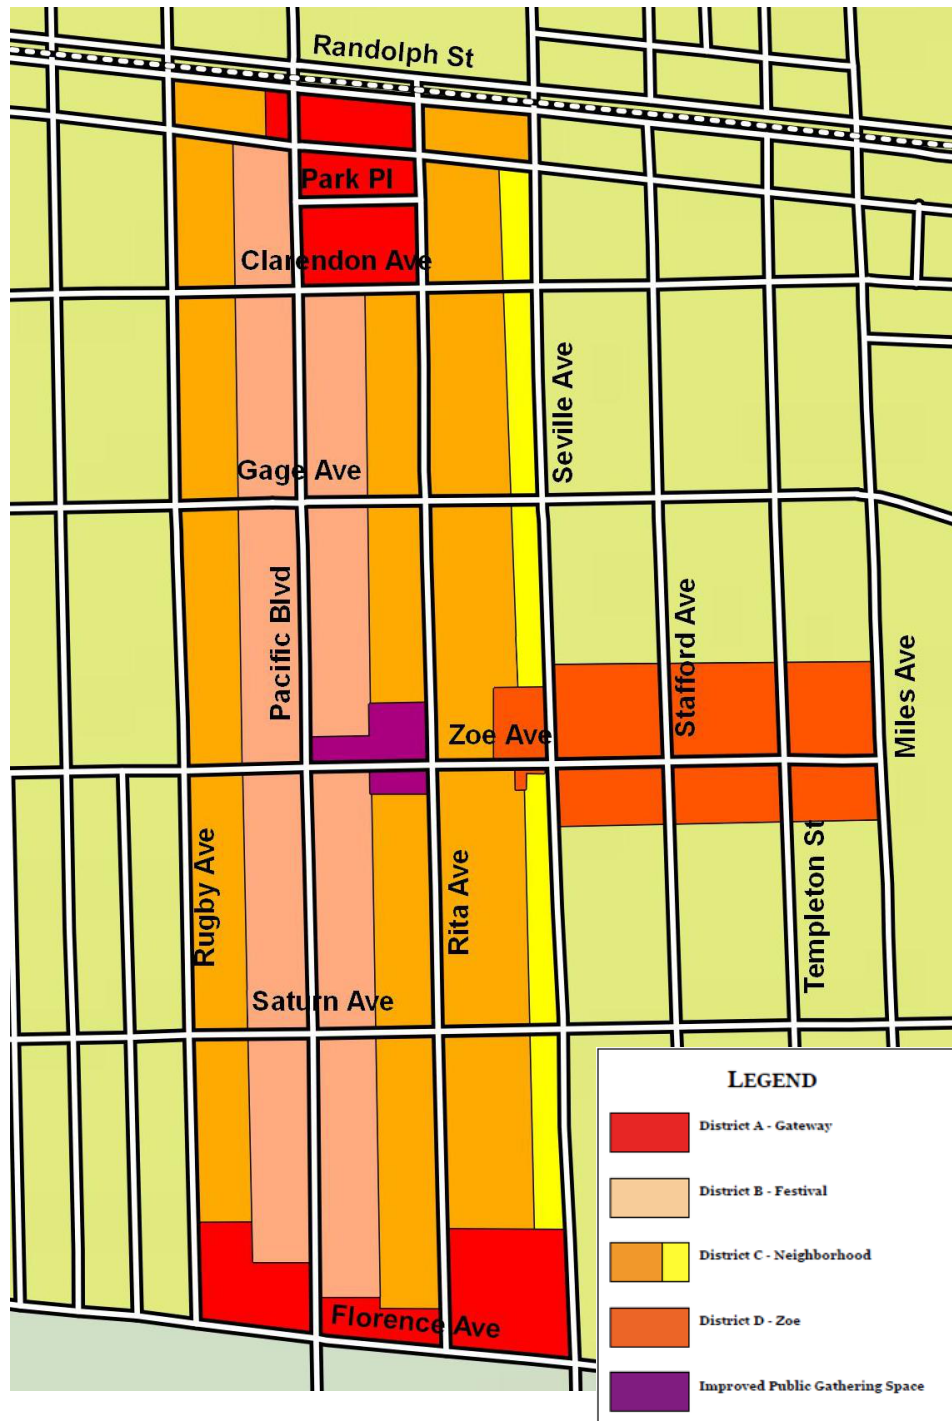 Randolph St
Park Pl
Clarendon Ave
Seville Ave
Gage Ave
Pacific Blvd
Stafford Ave
Miles Ave
Zoe Ave
Rugby Ave
Rita Ave
Templeton St
Saturn Ave
Florence Ave
LEGEND
District A - Gateway
District B - Festival
District C - Neighborhood
District D - Zoe
Improved Public Gathering Space